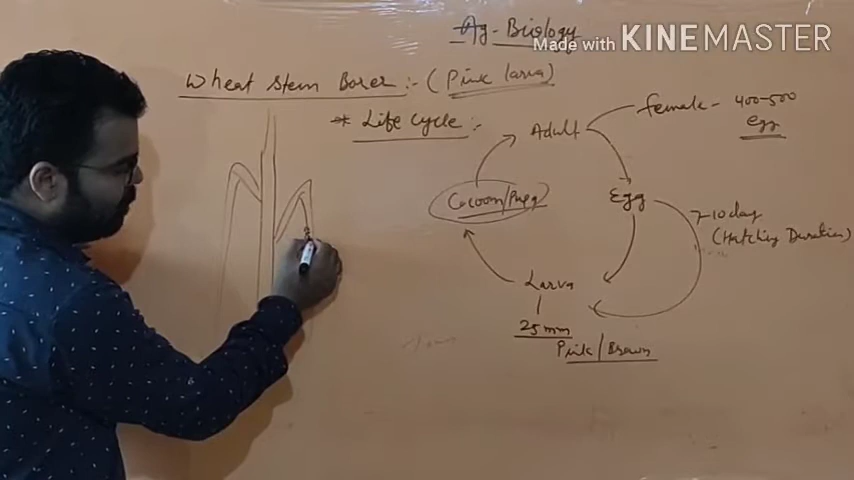 Ag-Biology
Made with KINEMASTER
Wheat Stem Borer:- (Pink larva)
* Life Cycle:-
Adult
female - 400-500
egg
Cocoon/Pupa
Egg
7-10 day
(Hatching Duration)
Larva
25mm
Pink/Brown